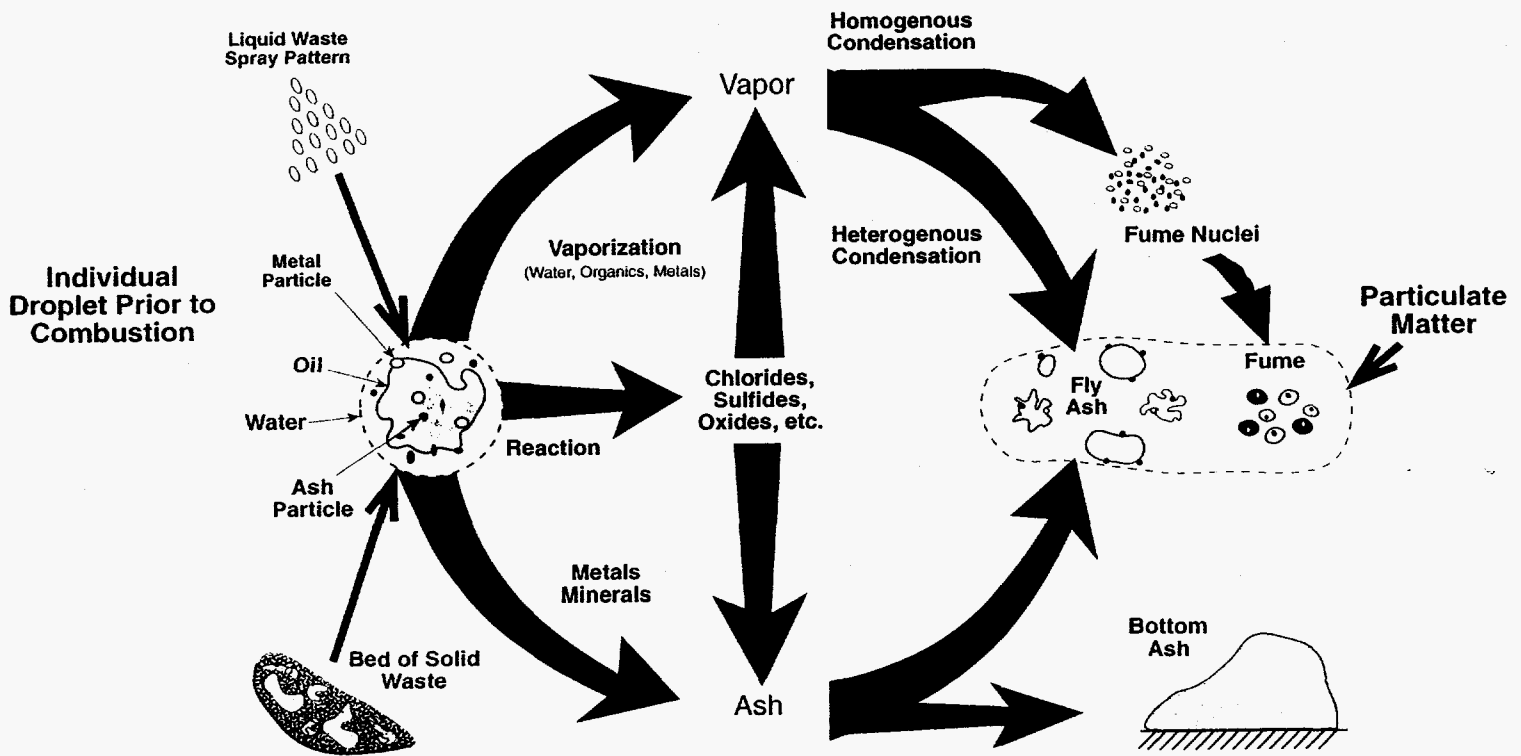 Liquid Waste
Spray Pattern
Homogenous
Condensation
Vapor
Metal
Particle
Vaporization
(Water, Organics, Metals)
Heterogenous
Condensation
Fume Nuclei
Individual
Droplet Prior to
Combustion
Particulate
Matter
Oil
Water
Chlorides,
Sulfides,
Oxides, etc.
Fly
Ash
Fume
Reaction
Ash
Particle
Metals
Minerals
Bed of Solid
Waste
Ash
Bottom
Ash